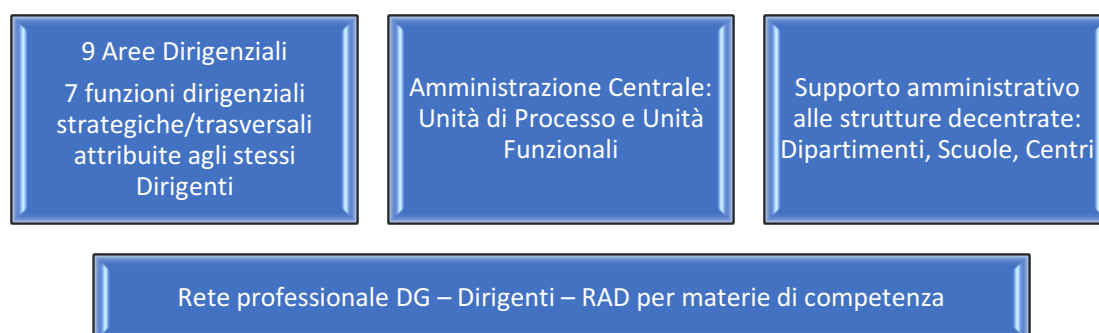 9 Aree Dirigenziali
7 funzioni dirigenziali
strategiche/trasversali
attribuite agli stessi
Dirigenti
Amministrazione Centrale:
Unità di Processo e Unità
Funzionali
Supporto amministrativo
alle strutture decentrate:
Dipartimenti, Scuole, Centri
Rete professionale DG – Dirigenti – RAD per materie di competenza